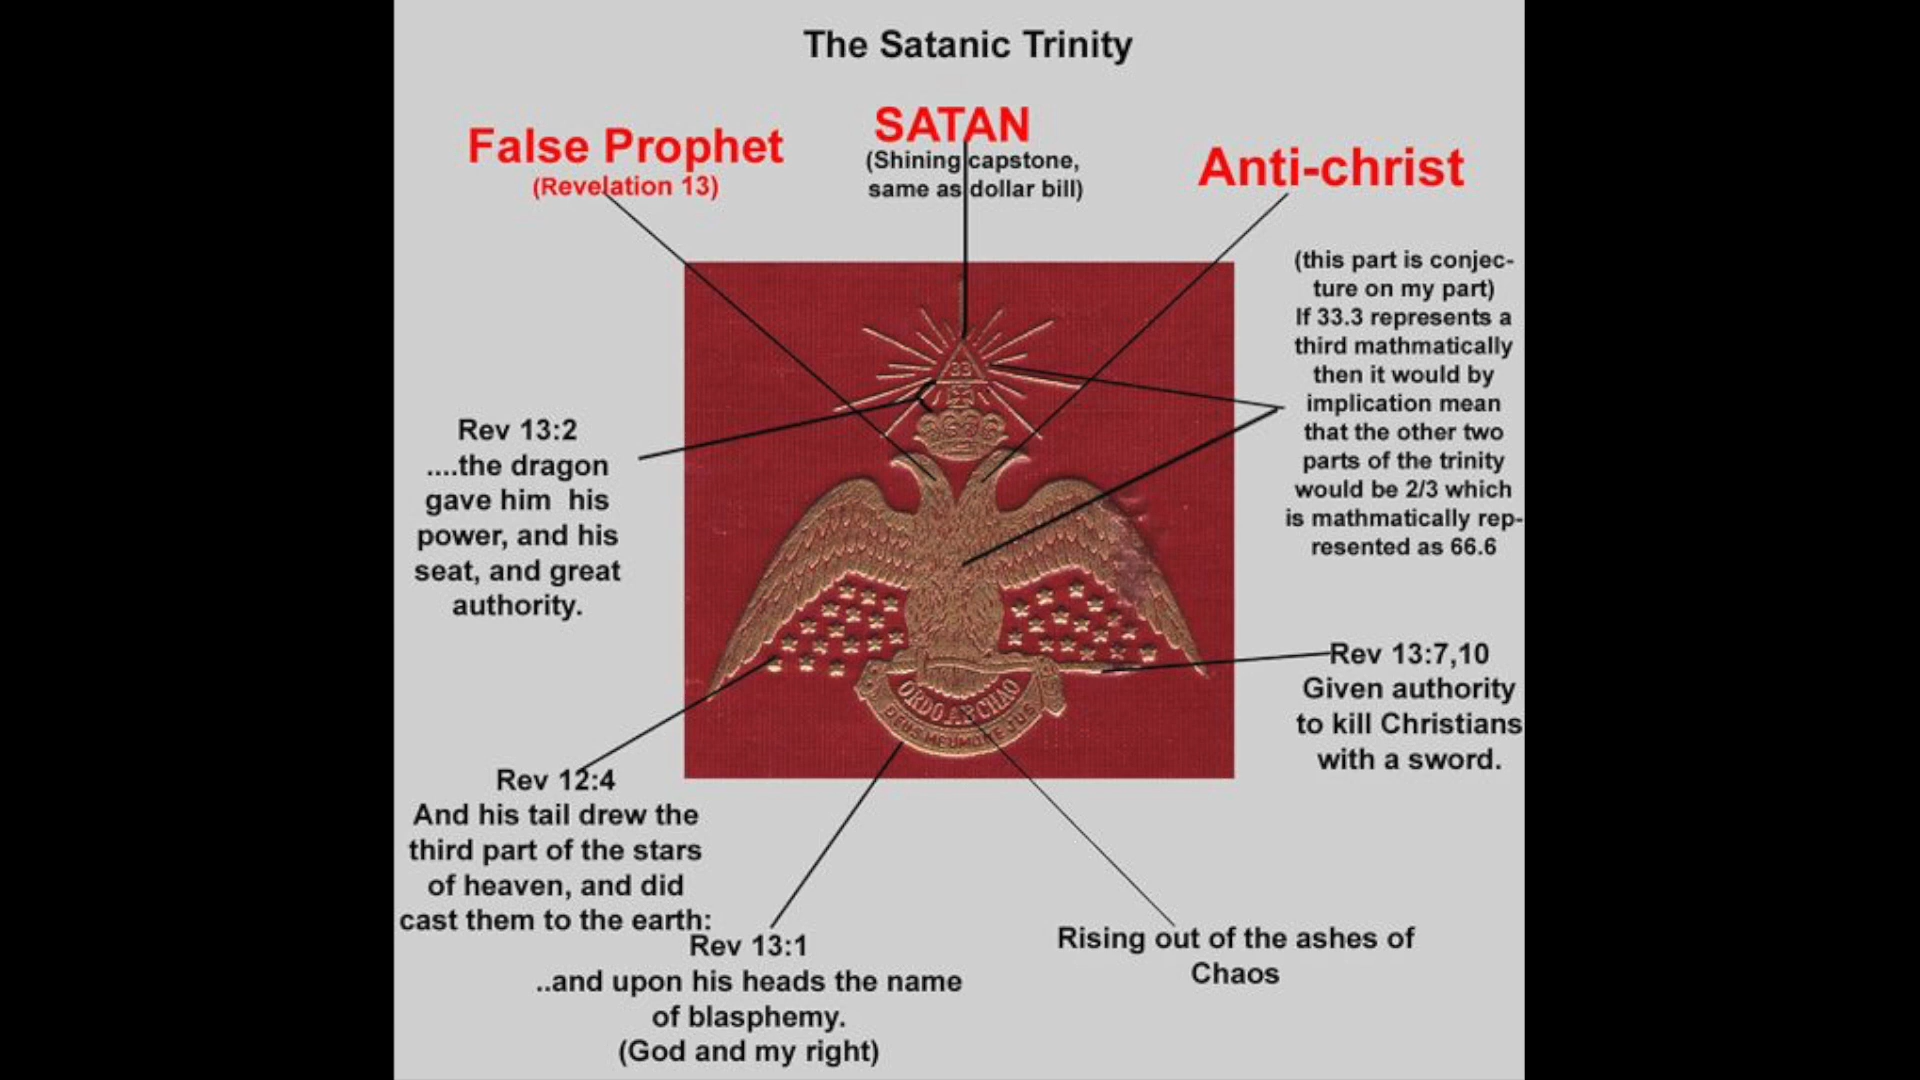 The Satanic Trinity
False Prophet
(Revelation 13)
SATAN
(Shining capstone,
same as dollar bill)
Anti-christ
(this part is conjec-
ture on my part)
If 33.3 represents a
third mathmatically
then it would by
implication mean
that the other two
parts of the trinity
would be 2/3 which
is mathmatically rep-
resented as 66.6
33
Rev 13:2
....the dragon
gave him his
power, and his
seat, and great
authority.
Rev 13:7,10
Given authority
to kill Christians
with a sword.
ORDO AB CHAO
DEUS MEUMQUE JUS
Rev 12:4
And his tail drew the
third part of the stars
of heaven, and did
cast them to the earth:
Rev 13:1
..and upon his heads the name
of blasphemy.
(God and my right)
Rising out of the ashes of
Chaos